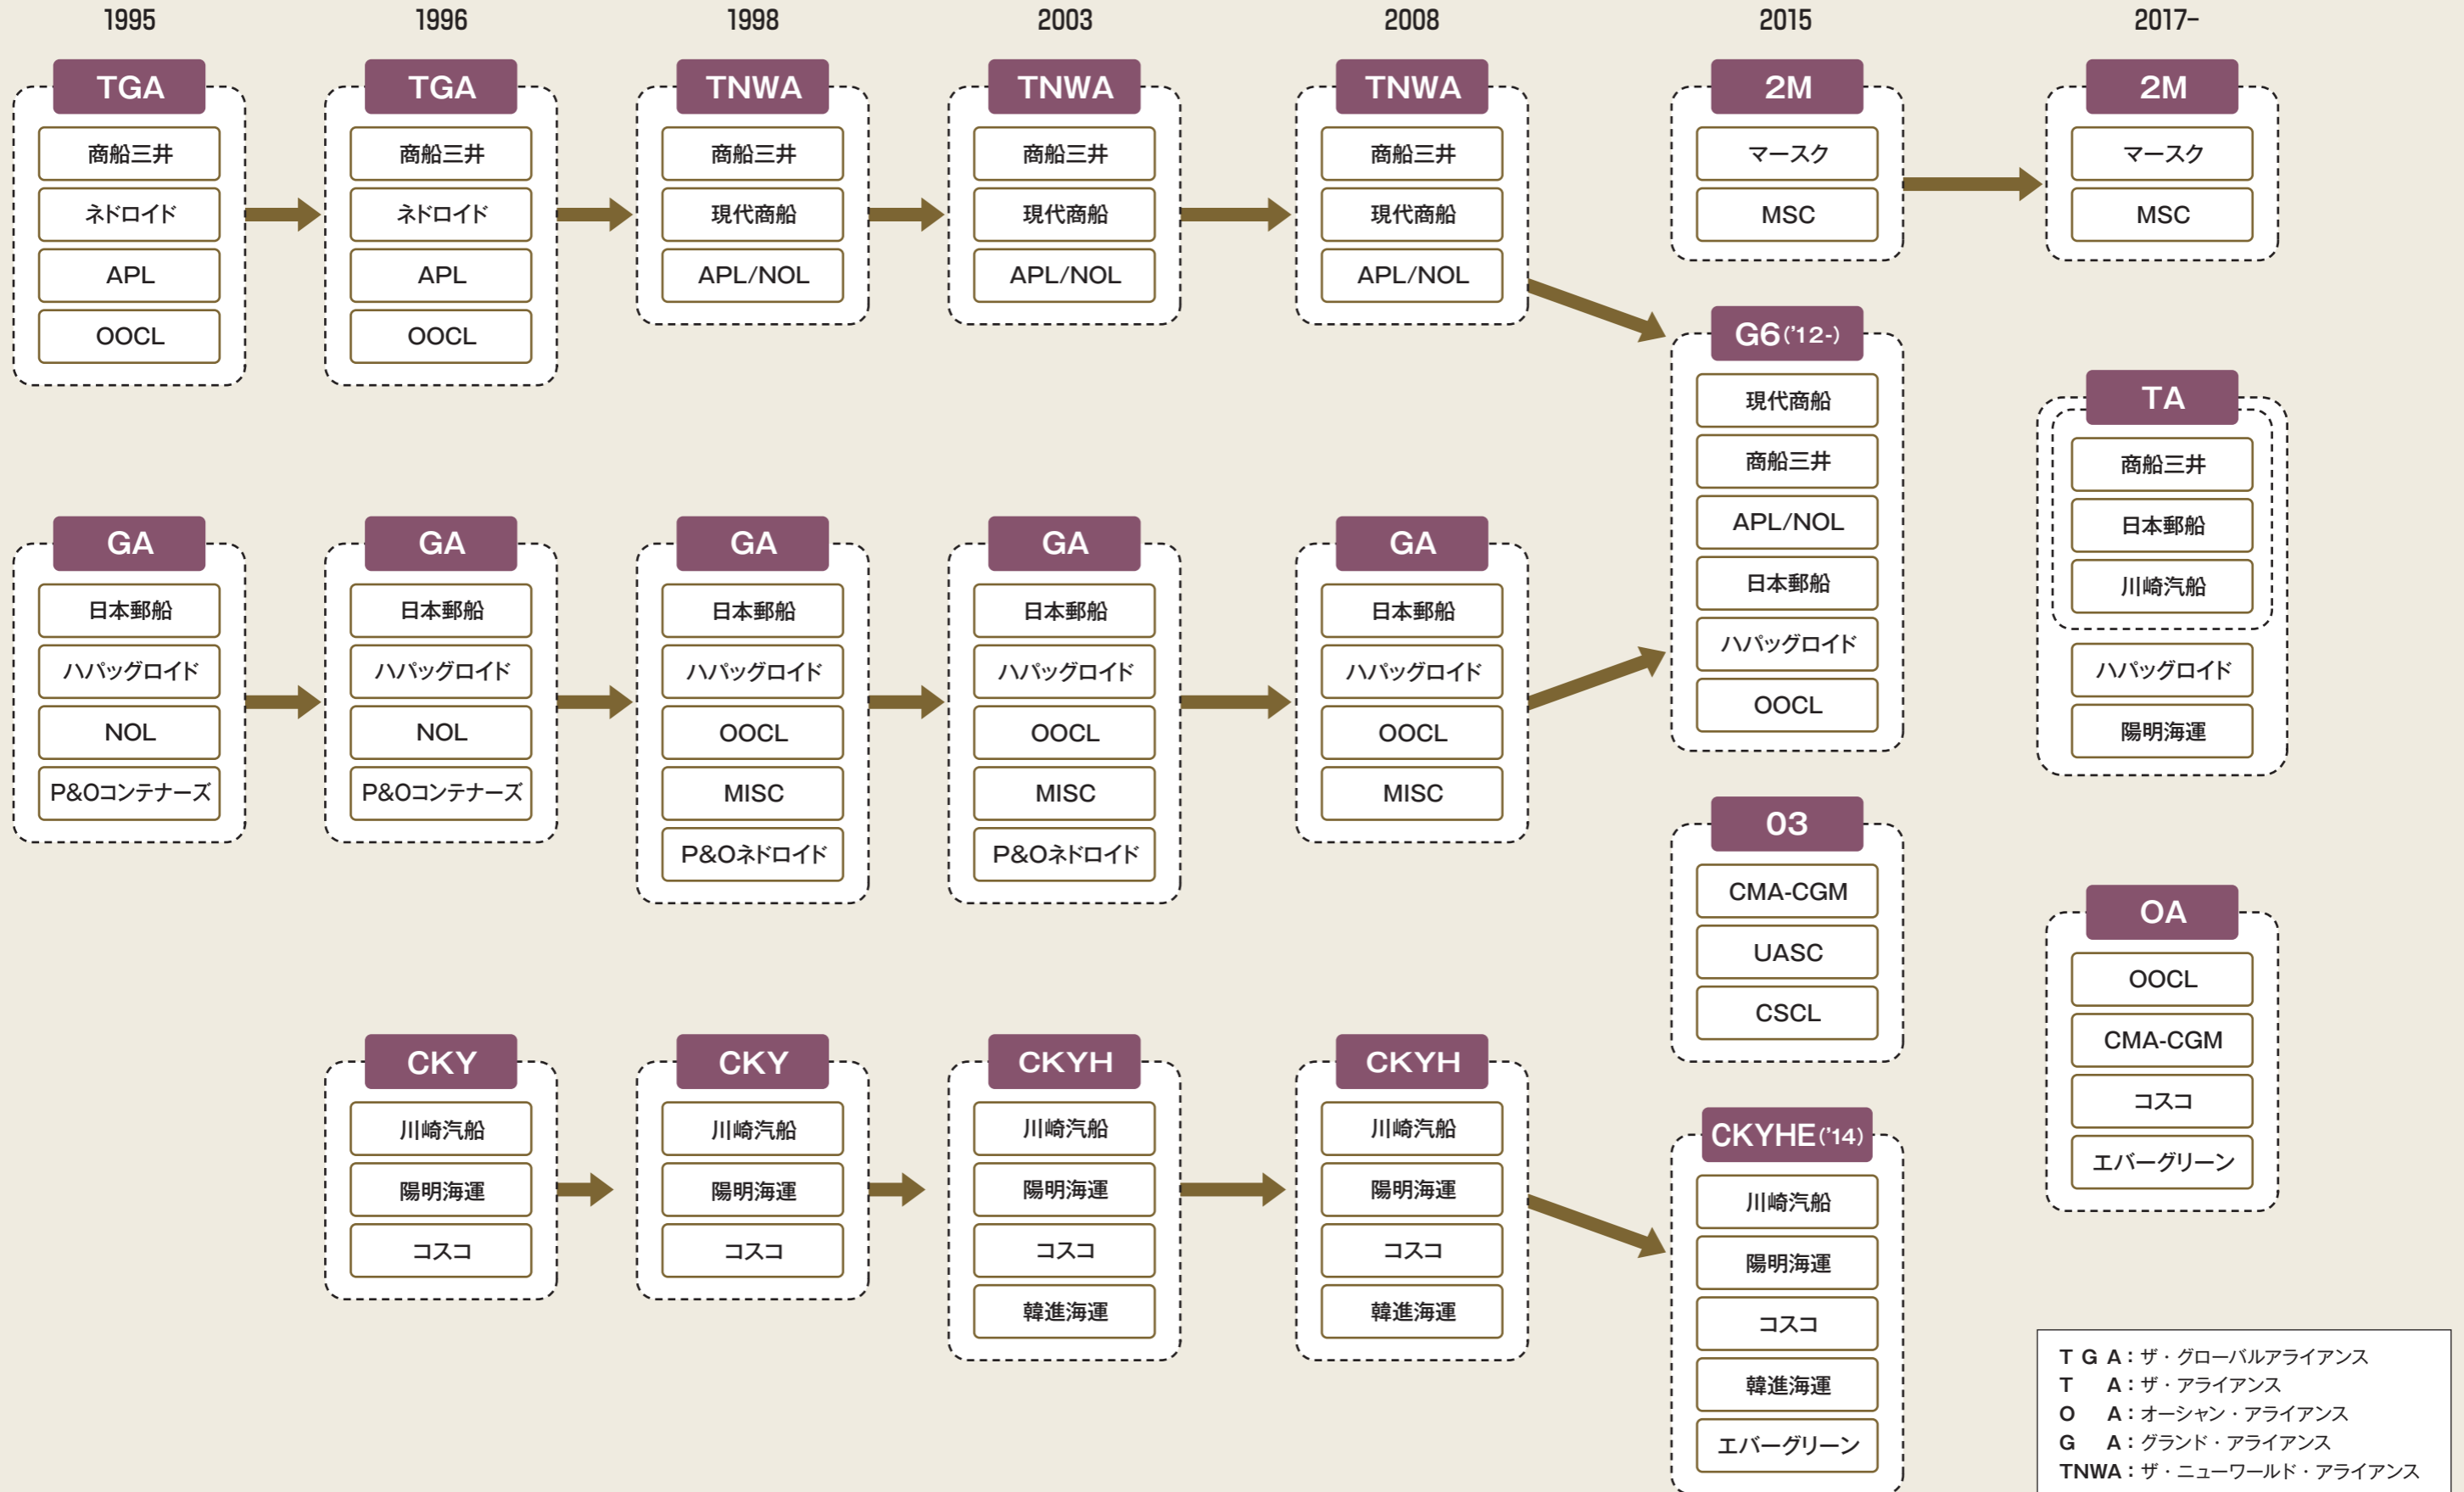 1995
1996
1998
2003
2008
2015
2017–
TGA
商船三井
ネドロイド
APL
OOCL
TGA
商船三井
ネドロイド
APL
OOCL
TNWA
商船三井
現代商船
APL/NOL
TNWA
商船三井
現代商船
APL/NOL
TNWA
商船三井
現代商船
APL/NOL
2M
マースク
MSC
2M
マースク
MSC
G6('12-)
現代商船
商船三井
APL/NOL
日本郵船
ハパッグロイド
OOCL
TA
商船三井
日本郵船
川崎汽船
ハパッグロイド
陽明海運
GA
日本郵船
ハパッグロイド
NOL
P&Oコンテナーズ
GA
日本郵船
ハパッグロイド
NOL
P&Oコンテナーズ
GA
日本郵船
ハパッグロイド
OOCL
MISC
P&Oネドロイド
GA
日本郵船
ハパッグロイド
OOCL
MISC
P&Oネドロイド
GA
日本郵船
ハパッグロイド
OOCL
MISC
03
CMA-CGM
UASC
CSCL
OA
OOCL
CMA-CGM
コスコ
エバーグリーン
CKY
川崎汽船
陽明海運
コスコ
CKY
川崎汽船
陽明海運
コスコ
CKYH
川崎汽船
陽明海運
コスコ
韓進海運
CKYH
川崎汽船
陽明海運
コスコ
韓進海運
CKYHE('14)
川崎汽船
陽明海運
コスコ
韓進海運
エバーグリーン
T G A：ザ・グローバルアライアンス
T A：ザ・アライアンス
O A：オーシャン・アライアンス
G A：グランド・アライアンス
TNWA：ザ・ニューワールド・アライアンス